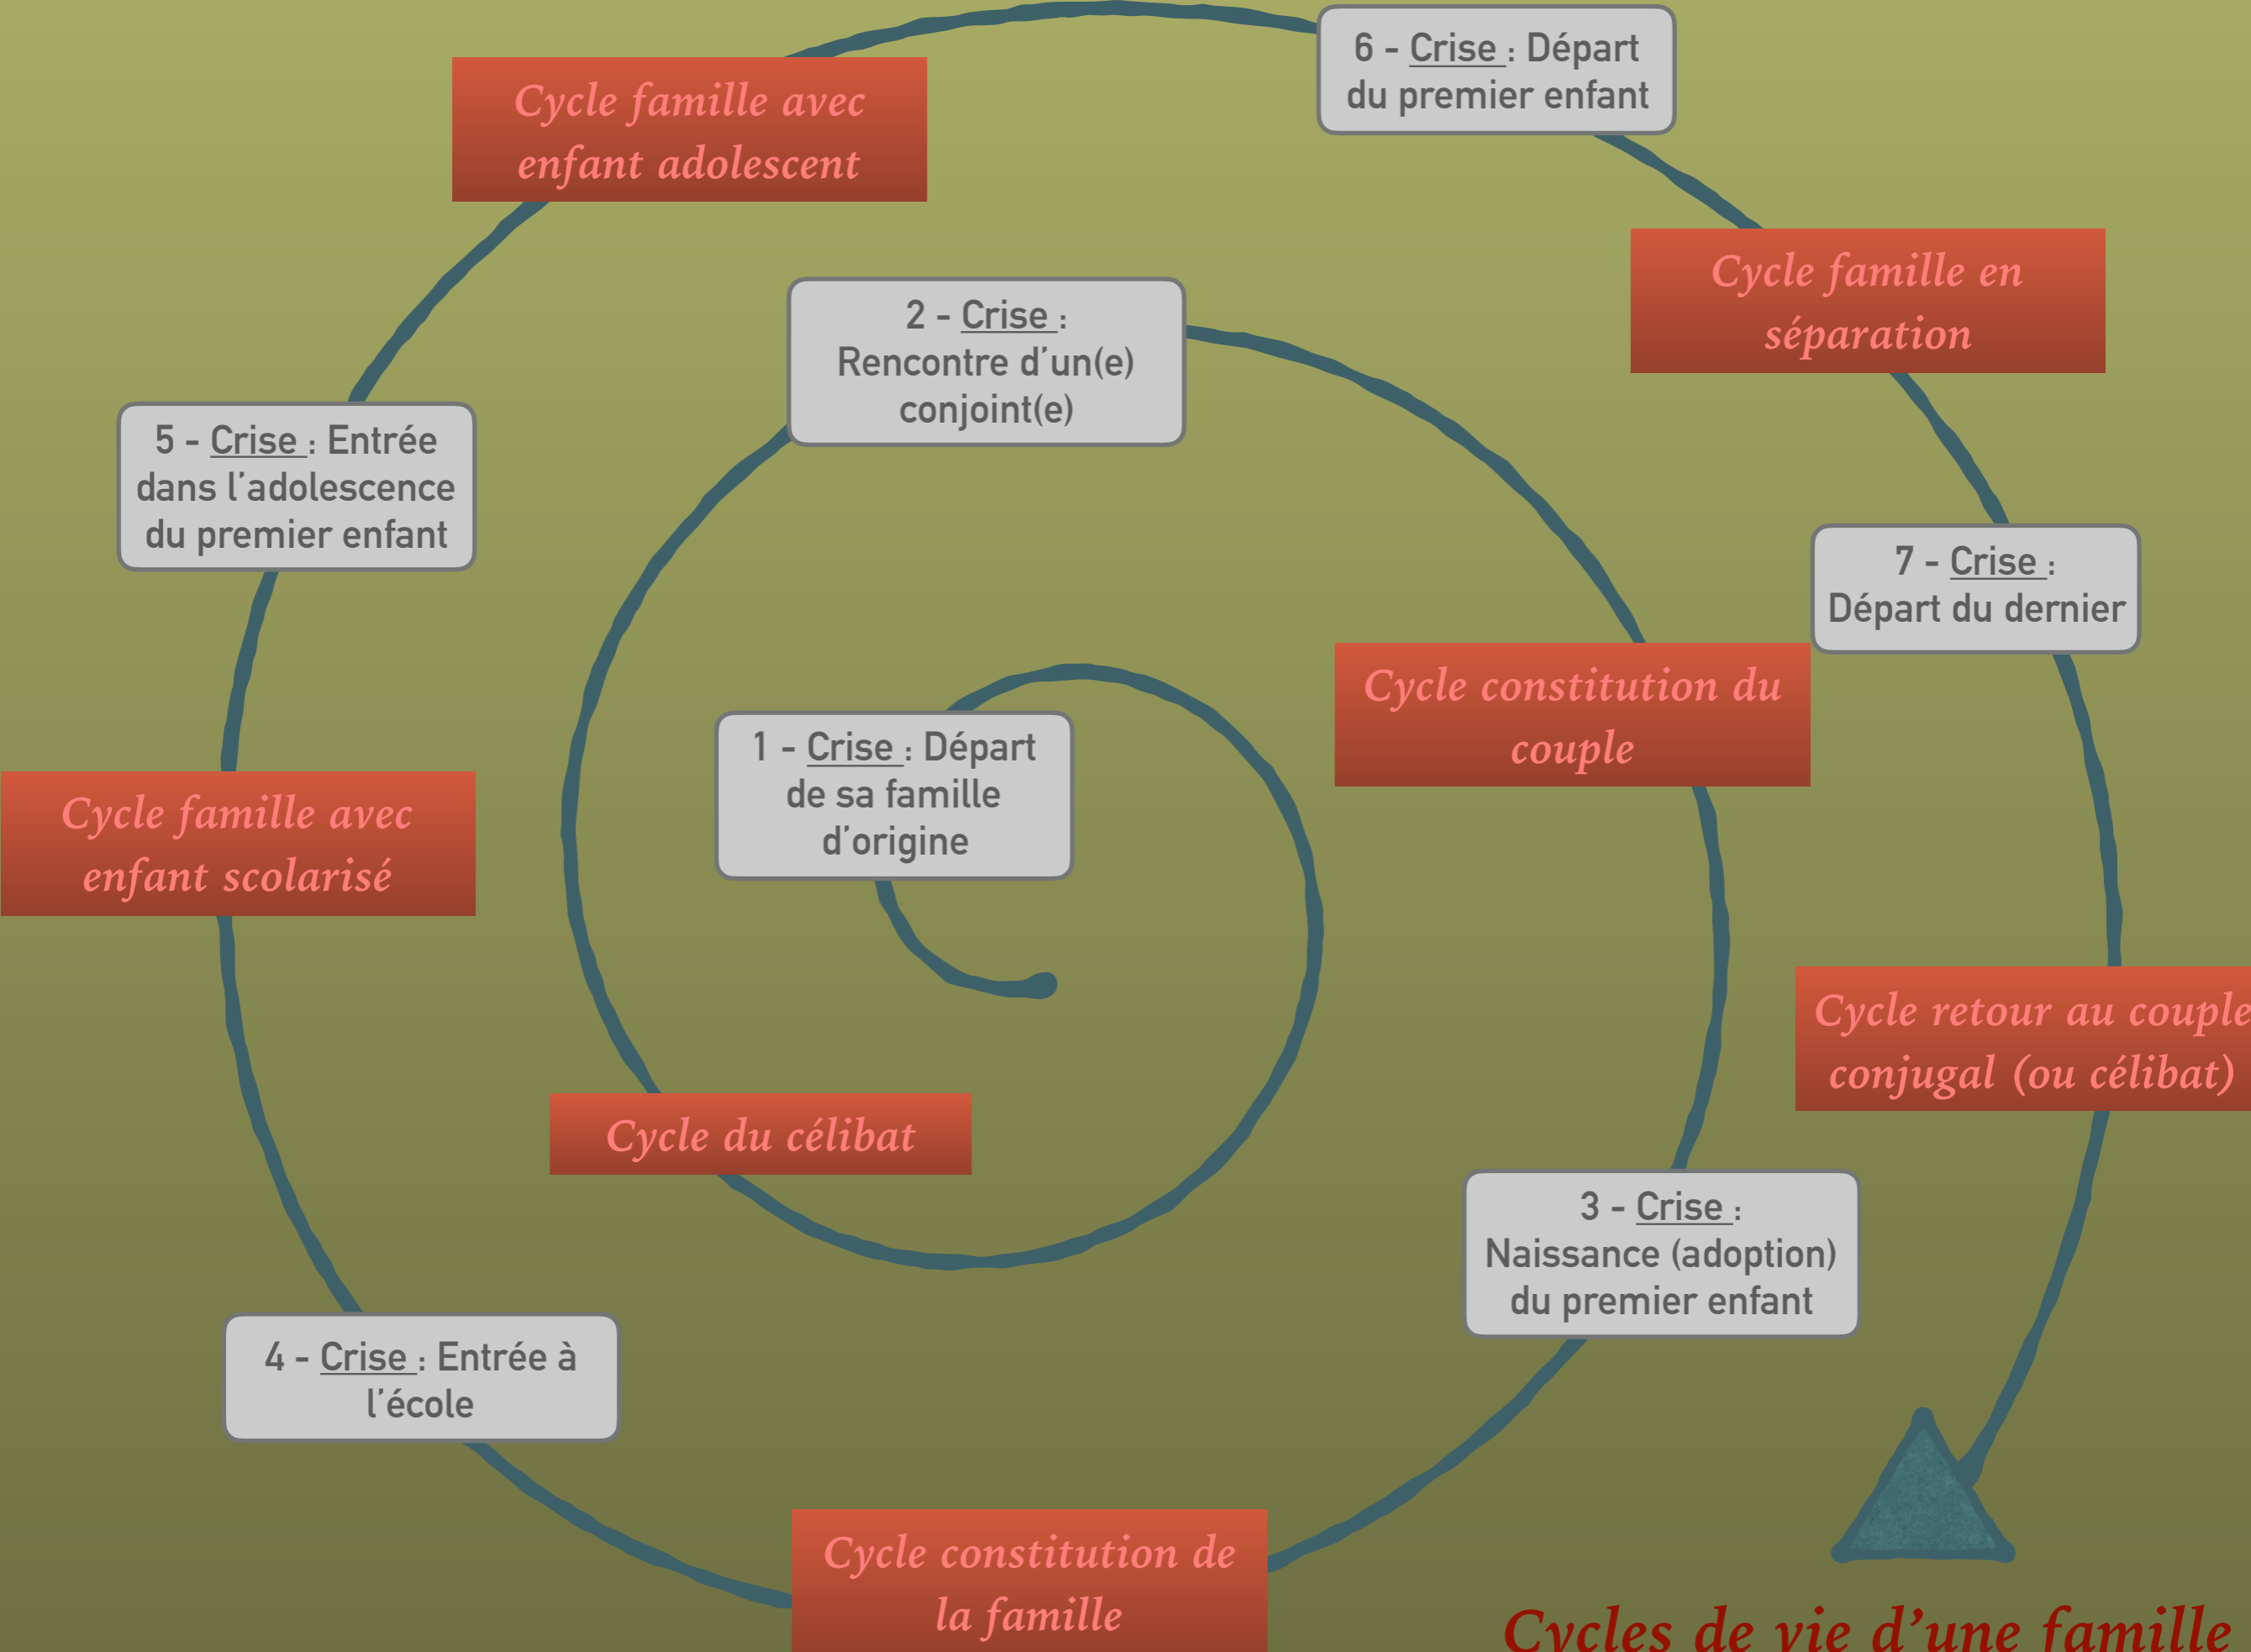 Cycle famille avec
enfant adolescent
6 - Crise : Départ
du premier enfant
Cycle famille en
séparation
2 - Crise :
Rencontre d’un(e)
conjoint(e)
5 - Crise : Entrée
dans l’adolescence
du premier enfant
7 - Crise :
Départ du dernier
Cycle constitution du
couple
1 - Crise : Départ
de sa famille
d’origine
Cycle famille avec
enfant scolarisé
Cycle retour au couple
conjugal (ou célibat)
Cycle du célibat
3 - Crise :
Naissance (adoption)
du premier enfant
4 - Crise : Entrée à
l’école
Cycle constitution de
la famille
Cycles de vie d’une famille